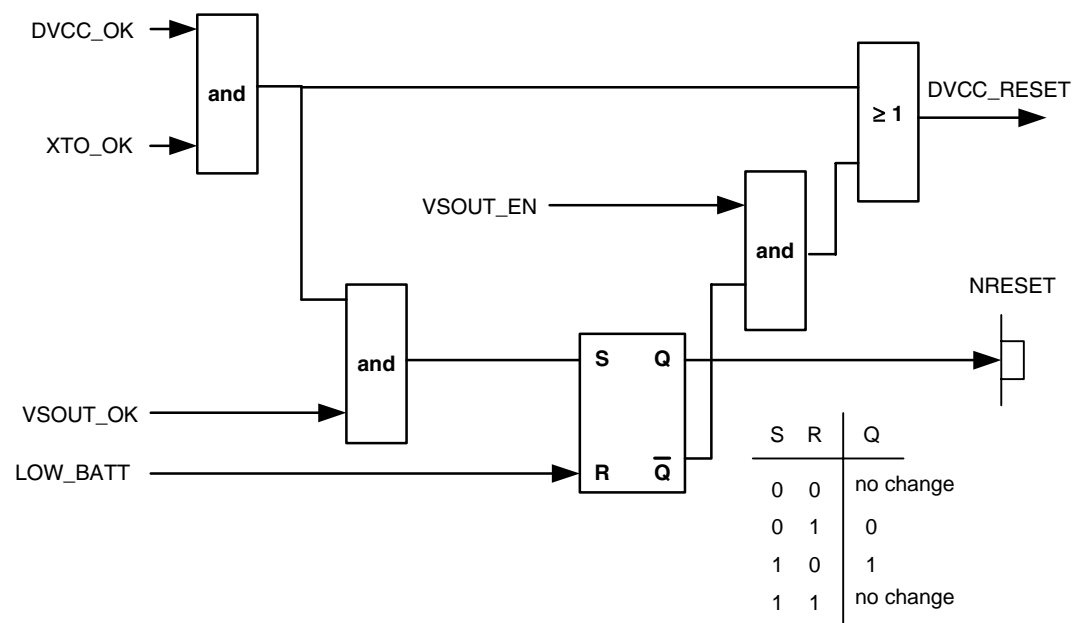 DVCC_OK
XTO_OK
and
≥ 1
DVCC_RESET
VSOUT_EN
and
NRESET
and
VSOUT_OK
LOW_BATT
S Q
R Q̅
S R Q
0 0 no change
0 1 0
1 0 1
1 1 no change